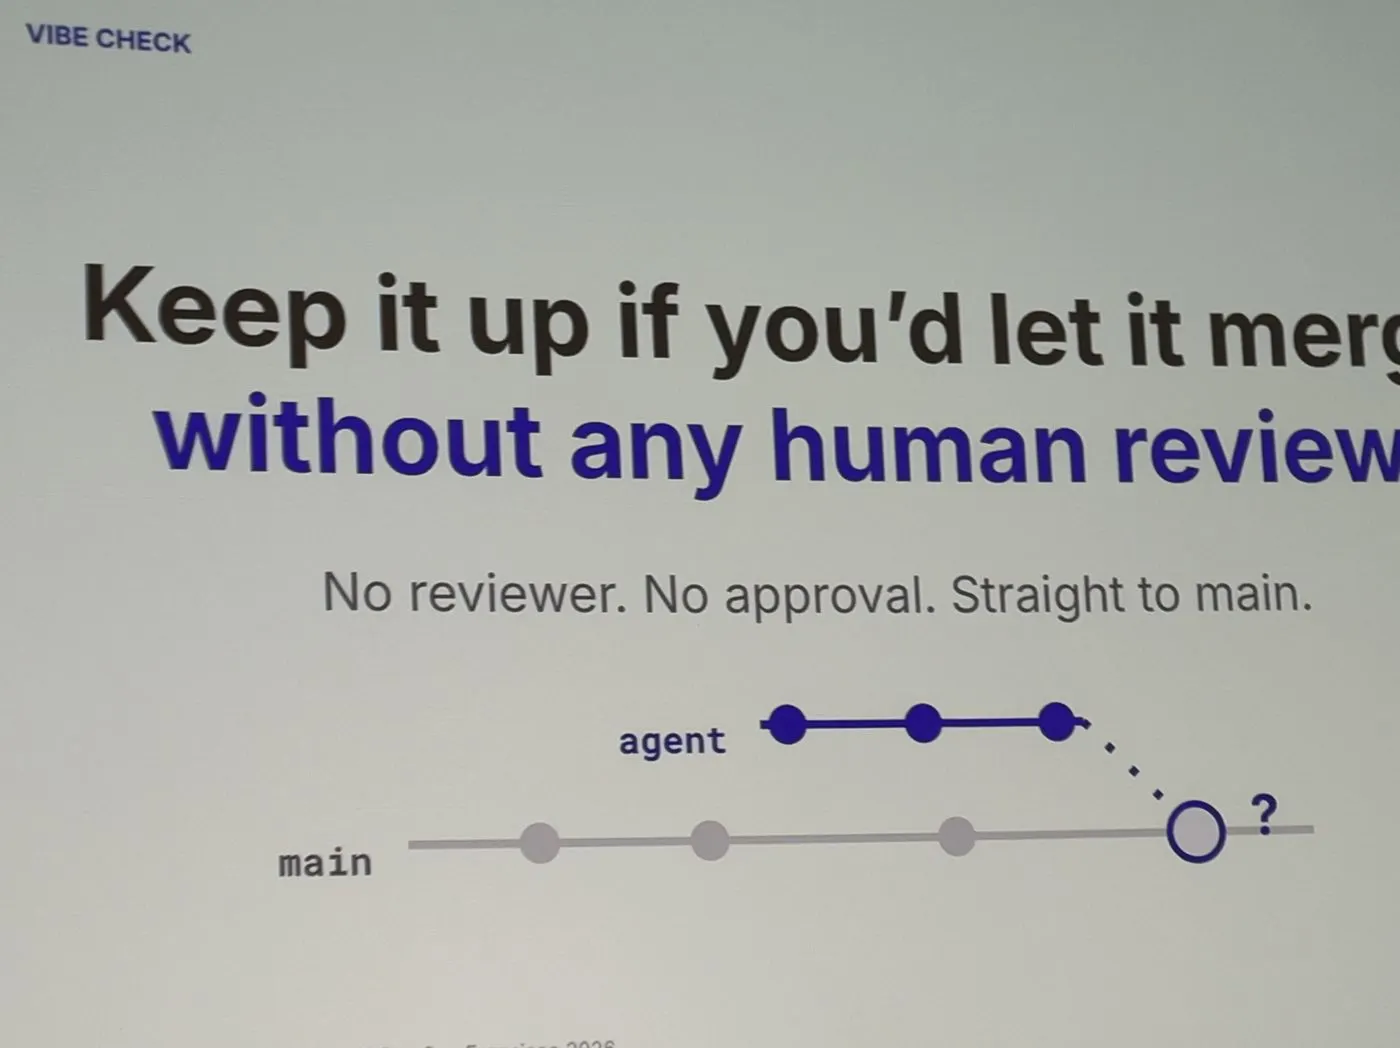 VIBE CHECK
Keep it up if you’d let it merg
without any human review
No reviewer. No approval. Straight to main.
agent
?
main
2026